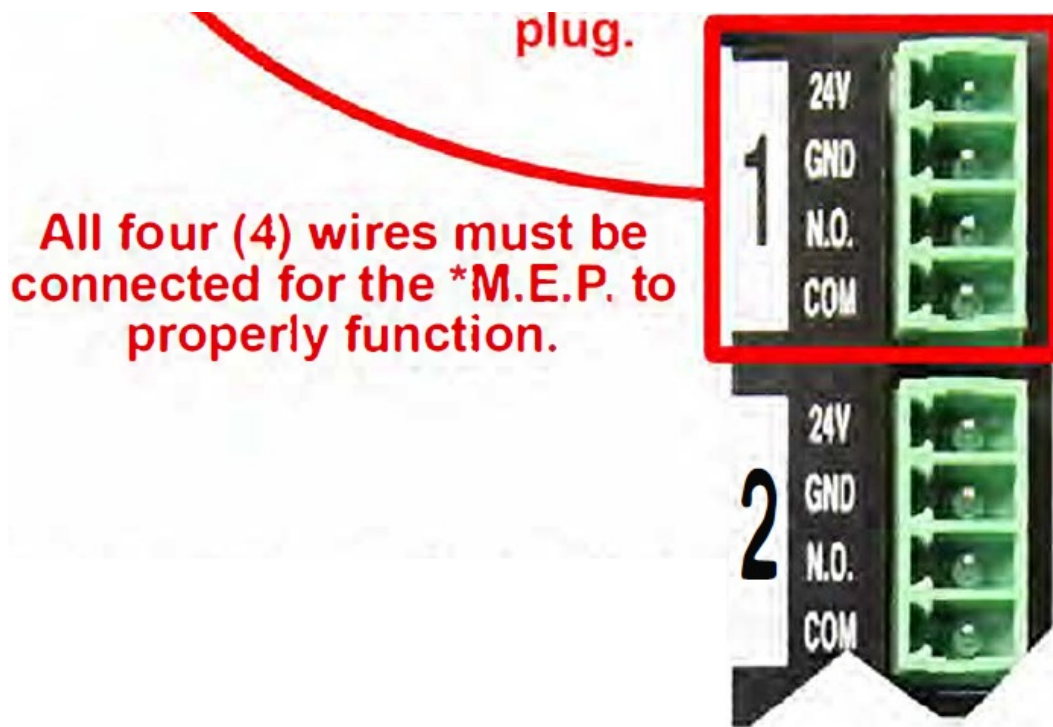 plug.
All four (4) wires must be
connected for the *M.E.P. to
properly function.
1
24V
GND
N.O.
COM
2
24V
GND
N.O.
COM